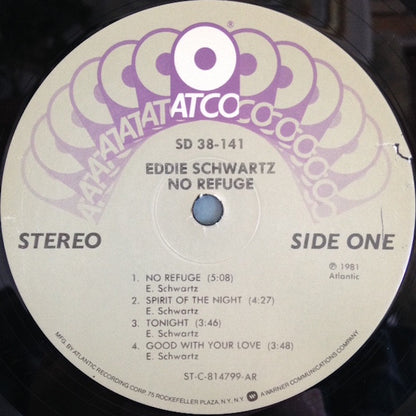 ATCO
®
SD 38-141
EDDIE SCHWARTZ
NO REFUGE
STEREO
SIDE ONE
℗ 1981
Atlantic
1. NO REFUGE (5:08)
E. Schwartz
2. SPIRIT OF THE NIGHT (4:27)
E. Schwartz
3. TONIGHT (3:46)
E. Schwartz
4. GOOD WITH YOUR LOVE (3:48)
E. Schwartz
ST-C-814799-AR
MFG. BY ATLANTIC RECORDING CORP. 75 ROCKEFELLER PLAZA, N.Y. N.Y. W A WARNER COMMUNICATIONS COMPANY